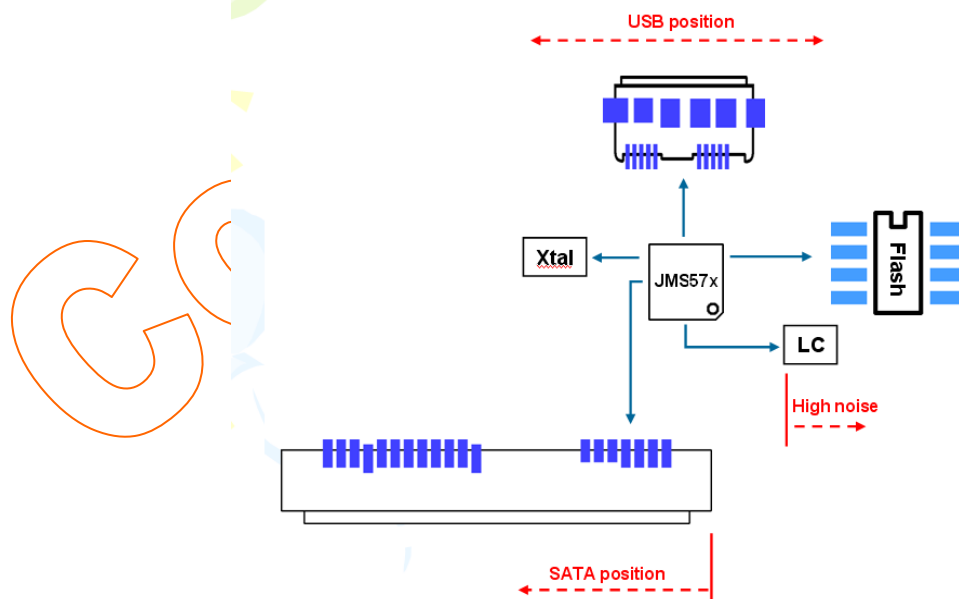 USB position
Xtal
JMS57x
Flash
LC
High noise
SATA position